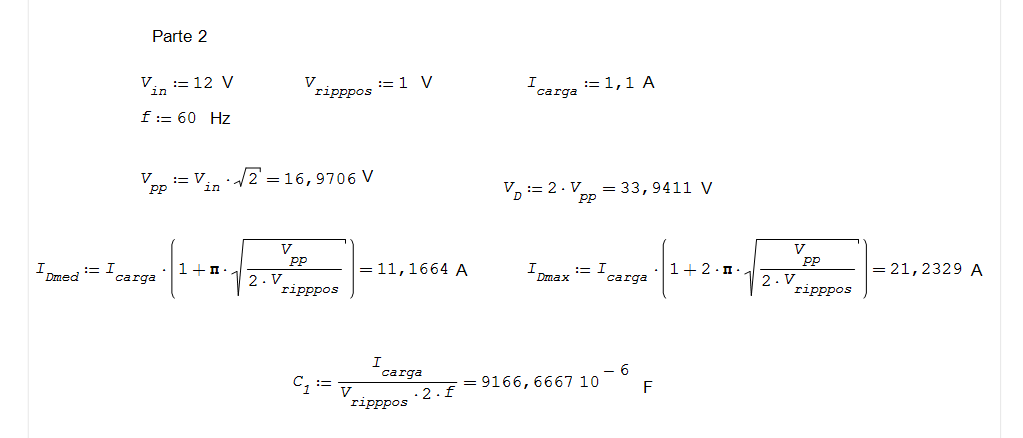 Parte 2
V_in := 12 V    V_ripppos := 1 V    I_carga := 1,1 A
f := 60 Hz
V_pp := V_in · √2 = 16,9706 V    V_D := 2 · V_pp = 33,9411 V
I_Dmed := I_carga · (1 + π · √(V_pp / (2 · V_ripppos))) = 11,1664 A    I_Dmax := I_carga · (1 + 2 · π · √(V_pp / (2 · V_ripppos))) = 21,2329 A
C_1 := I_carga / (V_ripppos · 2 · f) = 9166,6667 10^−6 F